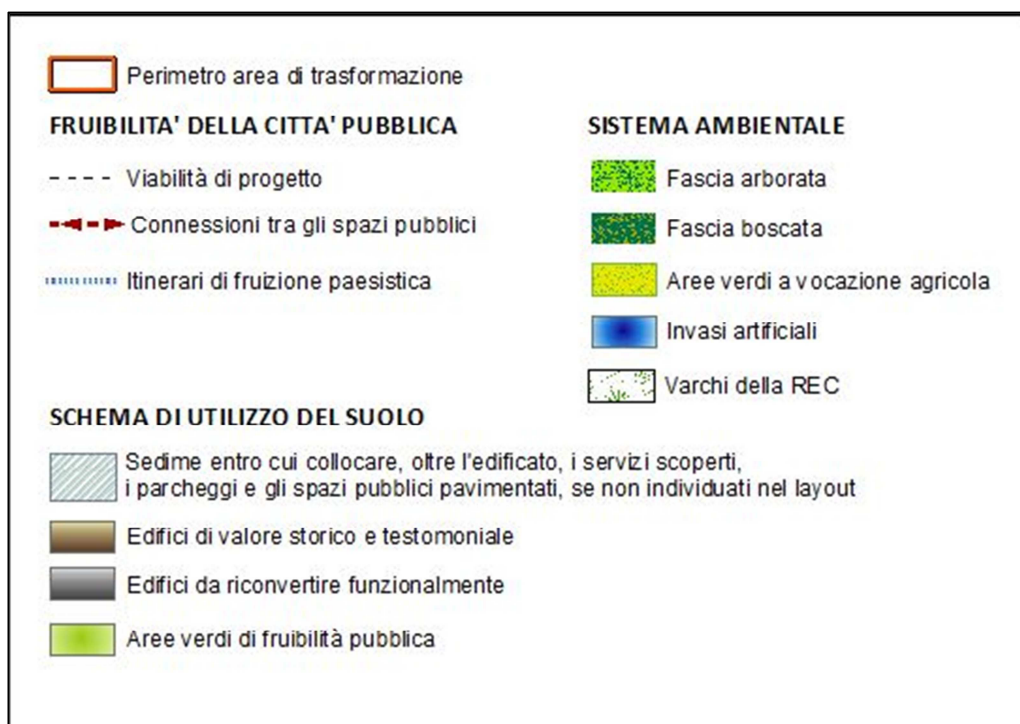 Perimetro area di trasformazione
FRUIBILITA' DELLA CITTA' PUBBLICA
Viabilità di progetto
Connessioni tra gli spazi pubblici
Itinerari di fruizione paesistica
SISTEMA AMBIENTALE
Fascia arborata
Fascia boscata
Aree verdi a vocazione agricola
Invasi artificiali
Varchi della REC
SCHEMA DI UTILIZZO DEL SUOLO
Sedime entro cui collocare, oltre l'edificato, i servizi scoperti,
i parcheggi e gli spazi pubblici pavimentati, se non individuati nel layout
Edifici di valore storico e testomoniale
Edifici da riconvertire funzionalmente
Aree verdi di fruibilità pubblica